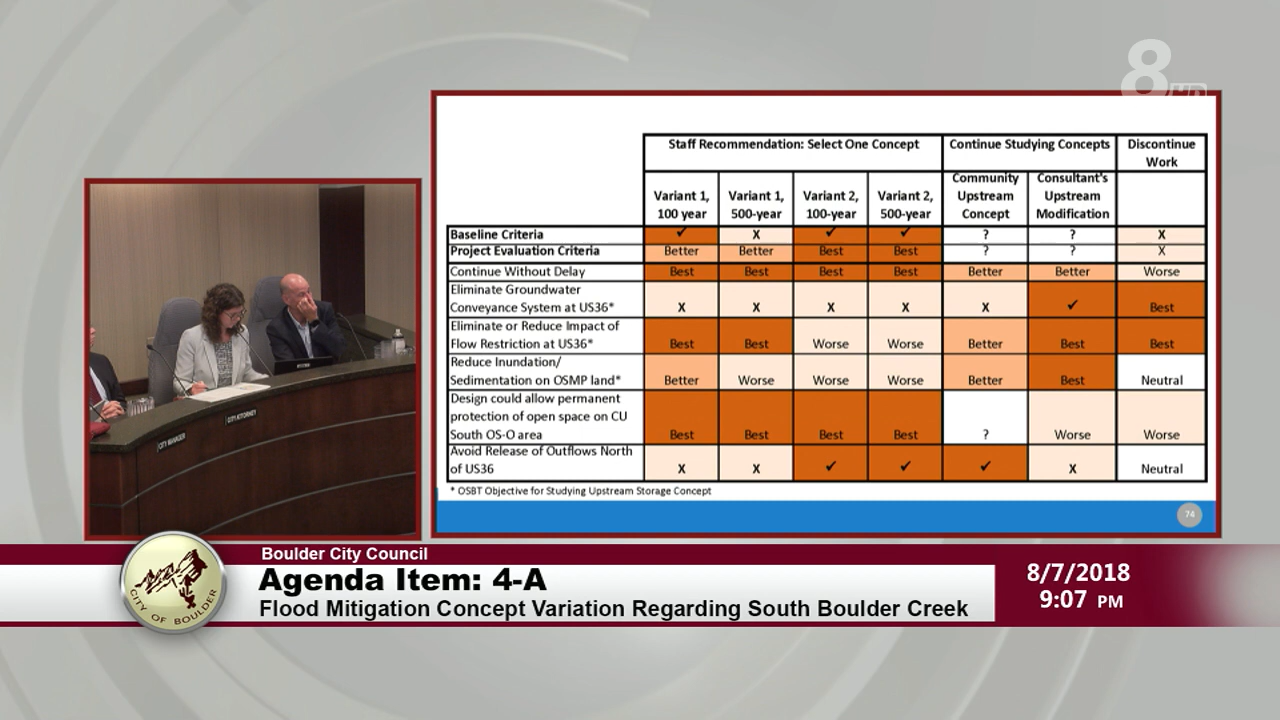 8
HD
Staff Recommendation: Select One Concept Continue Studying Concepts Discontinue
Work
Variant 1,
100 year
Variant 1,
500-year
Variant 2,
100-year
Variant 2,
500-year
Community
Upstream
Concept
Consultant's
Upstream
Modification
Baseline Criteria ✓ X ✓ ✓ ? ? X
Project Evaluation Criteria Better Better Best Best ? ? X
Continue Without Delay Best Best Best Best Better Better Worse
Eliminate Groundwater
Conveyance System at US36* X X X X X ✓ Best
Eliminate or Reduce Impact of
Flow Restriction at US36* Best Best Worse Worse Better Best Best
Reduce Inundation/
Sedimentation on OSMP land* Better Worse Worse Worse Better Best Neutral
Design could allow permanent
protection of open space on CU
South OS-O area Best Best Best Best ? Worse Worse
Avoid Release of Outflows North
of US36 X X ✓ ✓ ✓ X Neutral
* OSBT Objective for Studying Upstream Storage Concept
74
CITY MANAGER
CITY ATTORNEY
CITY OF BOULDER
Boulder City Council
Agenda Item: 4-A
Flood Mitigation Concept Variation Regarding South Boulder Creek
8/7/2018
9:07 PM